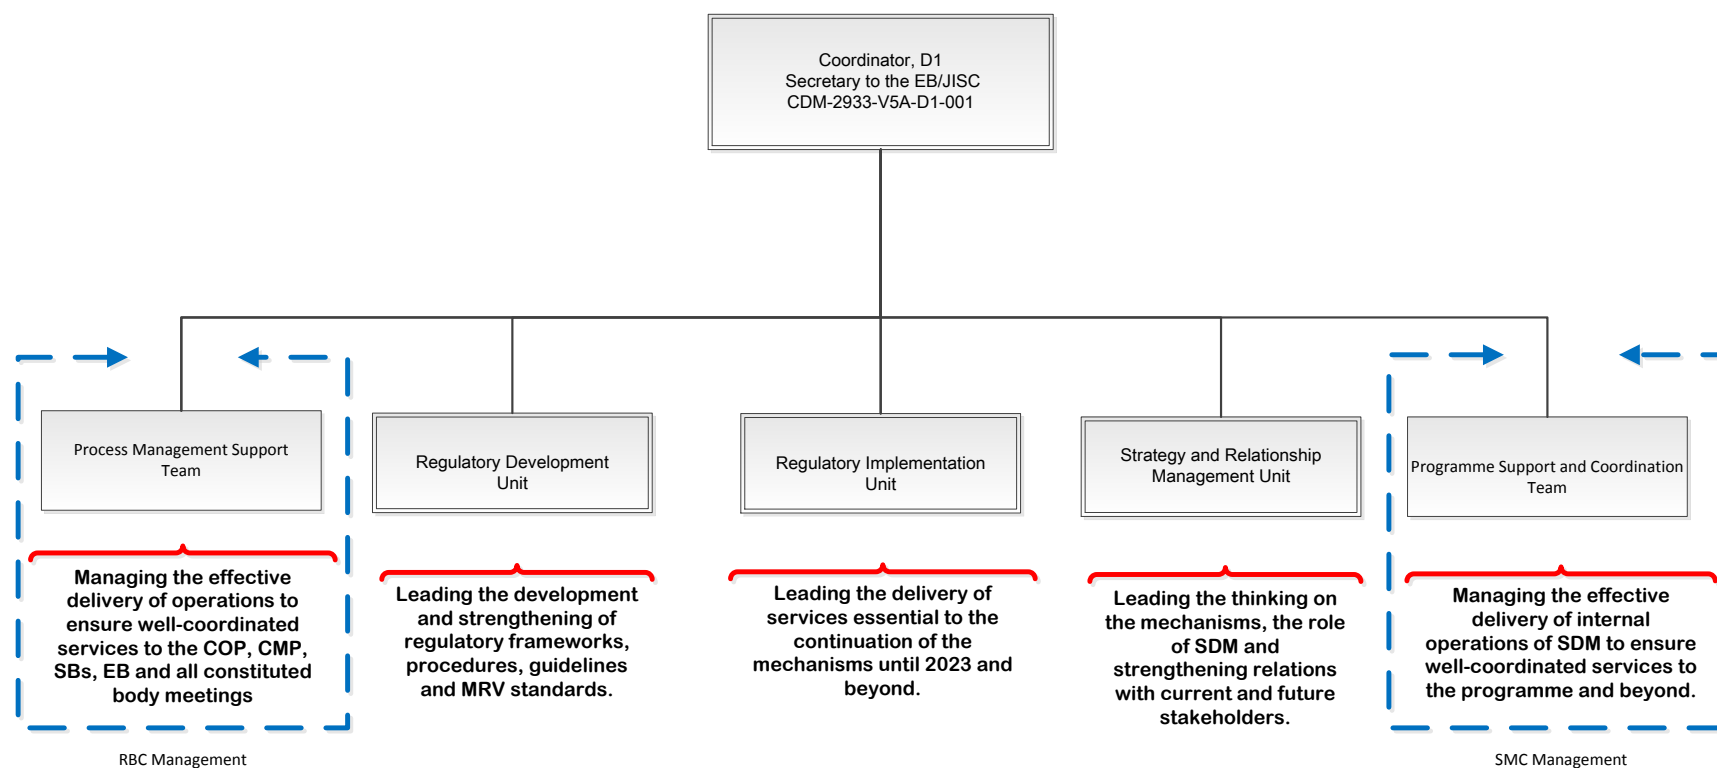 Coordinator, D1
Secretary to the EB/JISC
CDM-2933-V5A-D1-001
Process Management Support
Team
Regulatory Development
Unit
Regulatory Implementation
Unit
Strategy and Relationship
Management Unit
Programme Support and Coordination
Team
Managing the effective
delivery of operations to
ensure well-coordinated
services to the COP, CMP,
SBs, EB and all constituted
body meetings
Leading the development
and strengthening of
regulatory frameworks,
procedures, guidelines
and MRV standards.
Leading the delivery of
services essential to the
continuation of the
mechanisms until 2023 and
beyond.
Leading the thinking on
the mechanisms, the role
of SDM and
strengthening relations
with current and future
stakeholders.
Managing the effective
delivery of internal
operations of SDM to ensure
well-coordinated services to
the programme and beyond.
RBC Management
SMC Management